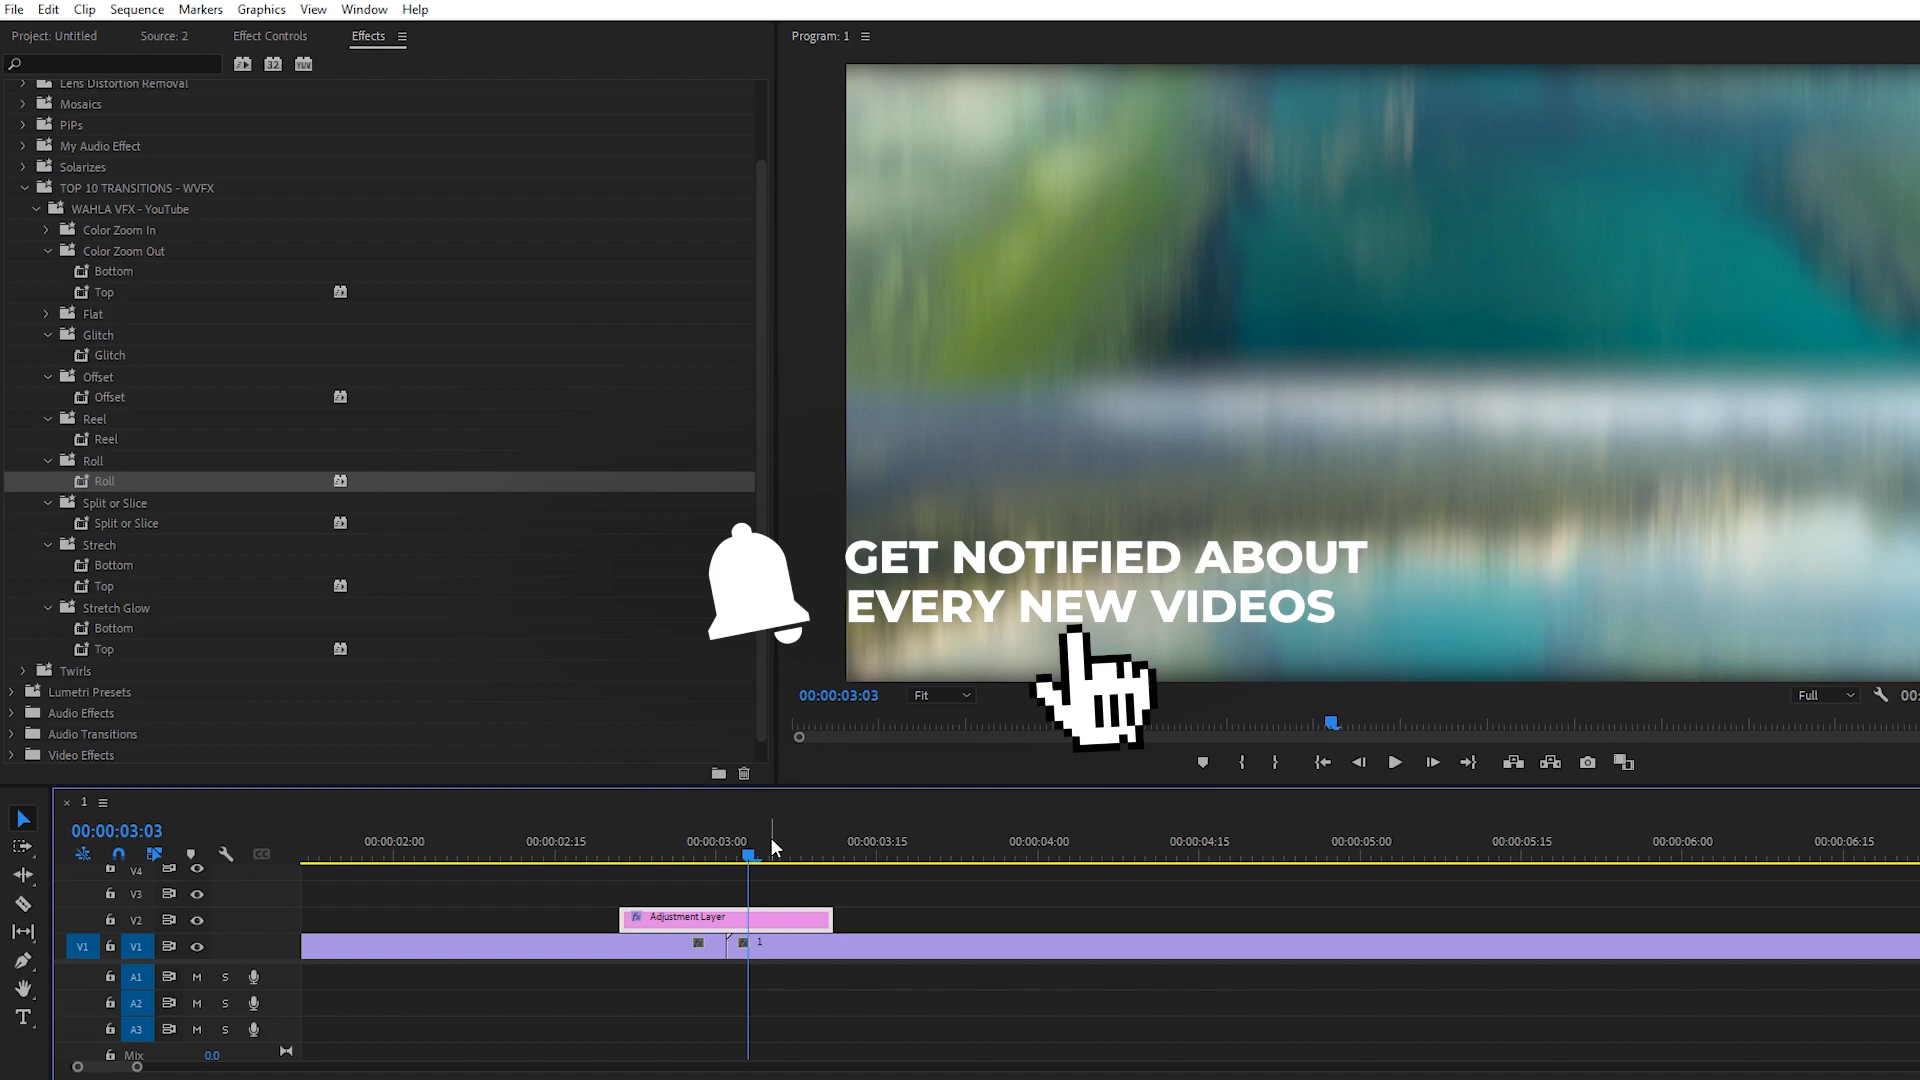 File Edit Clip Sequence Markers Graphics View Window Help
Project: Untitled Source: 2 Effect Controls Effects
Program: 1
32 YUV
Lens Distortion Removal
Mosaics
PiPs
My Audio Effect
Solarizes
TOP 10 TRANSITIONS - WVFX
WAHLA VFX - YouTube
Color Zoom In
Color Zoom Out
Bottom
Top
Flat
Glitch
Glitch
Offset
Offset
Reel
Reel
Roll
Roll
Split or Slice
Split or Slice
Strech
Bottom
Top
Stretch Glow
Bottom
Top
Twirls
Lumetri Presets
Audio Effects
Audio Transitions
Video Effects
GET NOTIFIED ABOUT
EVERY NEW VIDEOS
00:00:03:03 Fit Full 00:
1
00:00:03:03
00:00:02:00 00:00:02:15 00:00:03:00 00:00:03:15 00:00:04:00 00:00:04:15 00:00:05:00 00:00:05:15 00:00:06:00 00:00:06:15
V4
V3
V2 fx Adjustment Layer
V1 V1 fx fx 1
A1 M S
A2 M S
A3 M S
Mix 0.0